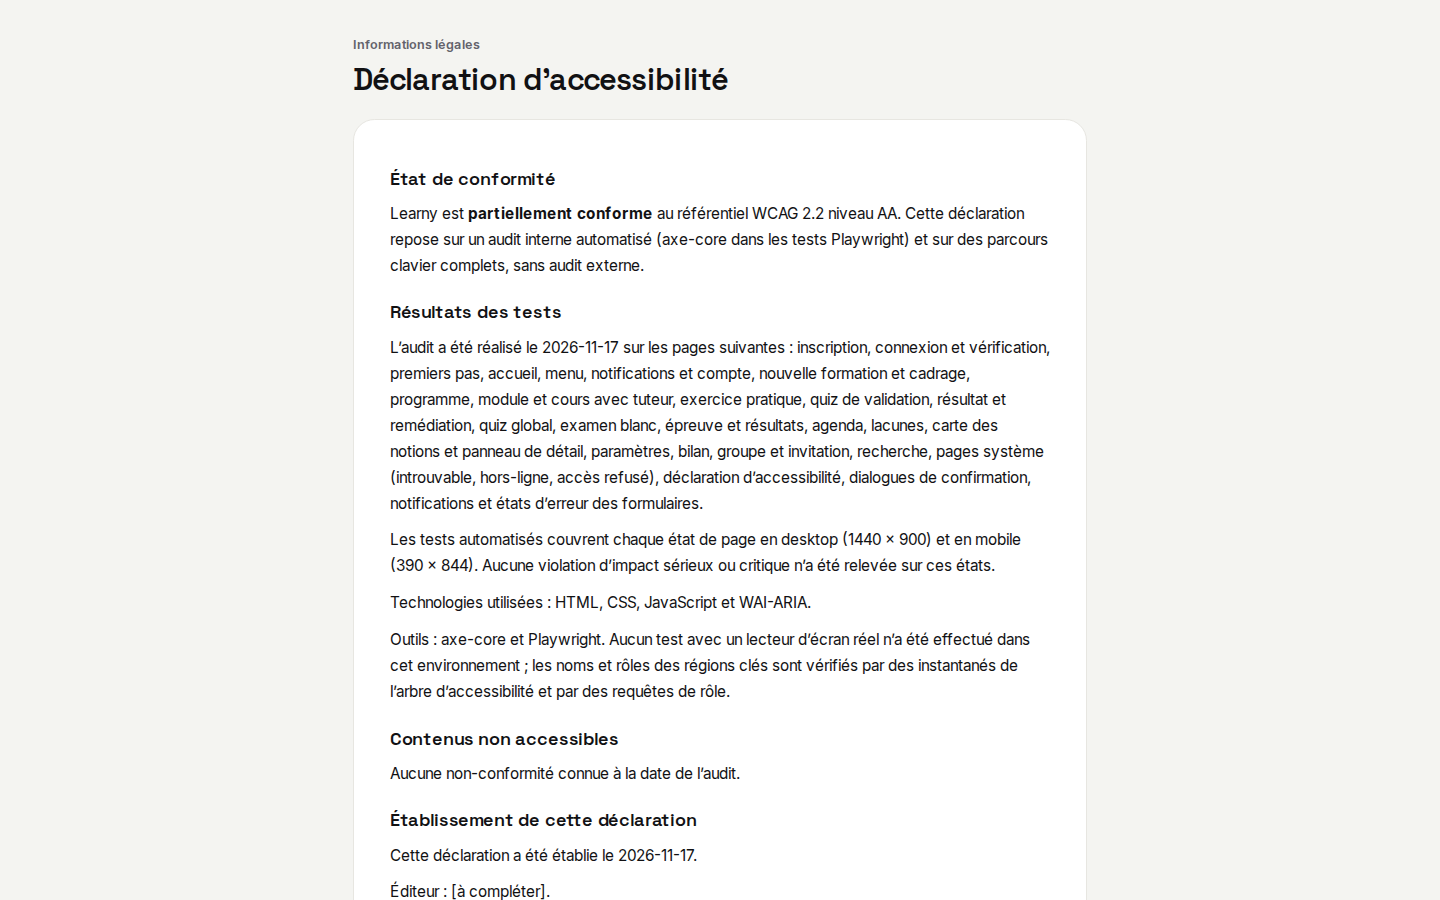 Informations légales
Déclaration d’accessibilité
État de conformité
Learny est partiellement conforme au référentiel WCAG 2.2 niveau AA. Cette déclaration
repose sur un audit interne automatisé (axe-core dans les tests Playwright) et sur des parcours
clavier complets, sans audit externe.
Résultats des tests
L’audit a été réalisé le 2026-11-17 sur les pages suivantes : inscription, connexion et vérification,
premiers pas, accueil, menu, notifications et compte, nouvelle formation et cadrage,
programme, module et cours avec tuteur, exercice pratique, quiz de validation, résultat et
remédiation, quiz global, examen blanc, épreuve et résultats, agenda, lacunes, carte des
notions et panneau de détail, paramètres, bilan, groupe et invitation, recherche, pages système
(introuvable, hors-ligne, accès refusé), déclaration d’accessibilité, dialogues de confirmation,
notifications et états d’erreur des formulaires.
Les tests automatisés couvrent chaque état de page en desktop (1440 × 900) et en mobile
(390 × 844). Aucune violation d’impact sérieux ou critique n’a été relevée sur ces états.
Technologies utilisées : HTML, CSS, JavaScript et WAI-ARIA.
Outils : axe-core et Playwright. Aucun test avec un lecteur d’écran réel n’a été effectué dans
cet environnement ; les noms et rôles des régions clés sont vérifiés par des instantanés de
l’arbre d’accessibilité et par des requêtes de rôle.
Contenus non accessibles
Aucune non-conformité connue à la date de l’audit.
Établissement de cette déclaration
Cette déclaration a été établie le 2026-11-17.
Éditeur : [à compléter].